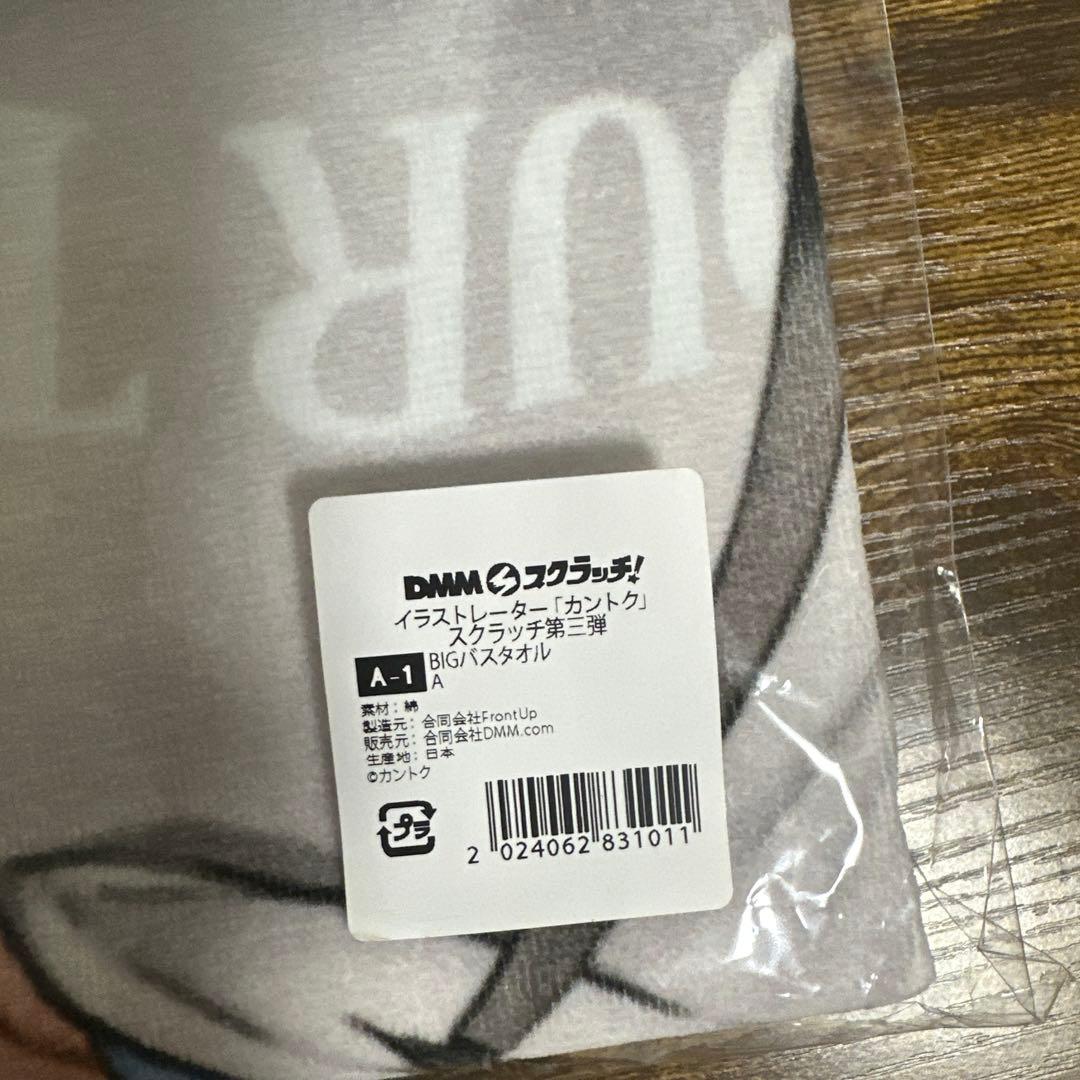 OUR
DMMスクラッチ!
イラストレーター「カントク」
スクラッチ第三弾
A-1 BIGバスタオル
A
素材:綿
製造元:合同会社FrontUp
販売元:合同会社DMM.com
生産地:日本
©カントク
プラ
2 024062 831011